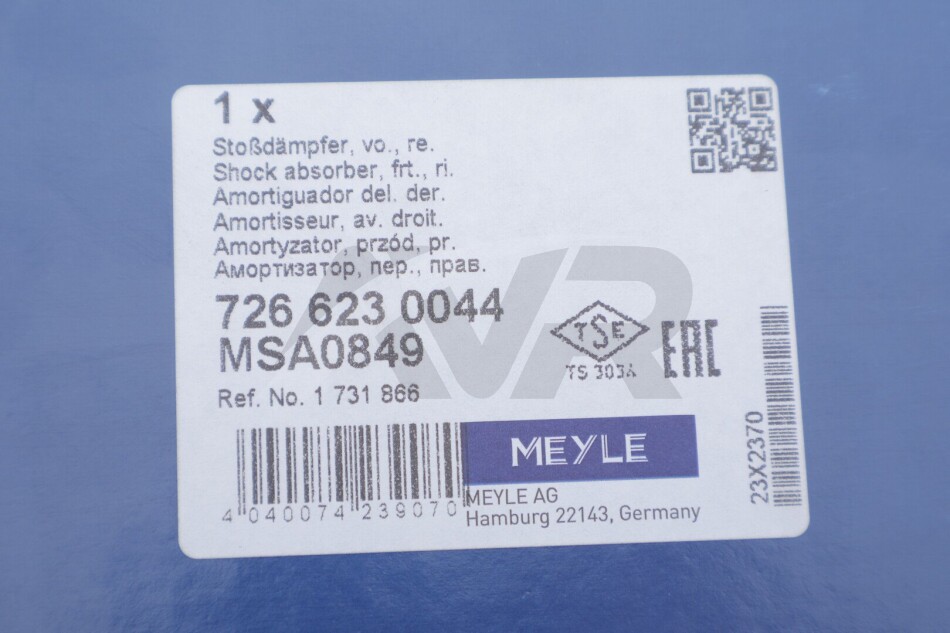 1 x
Stoßdämpfer, vo., re.
Shock absorber, frt., ri.
Amortiguador del. der.
Amortisseur, av. droit.
Amortyzator, przód, pr.
Амортизатор, пер., прав.
726 623 0044
MSA0849
Ref. No. 1 731 866
TSE
TS 303A
EAC
MEYLE
MEYLE AG
Hamburg 22143, Germany
4 040074 239070
23X2370
VR